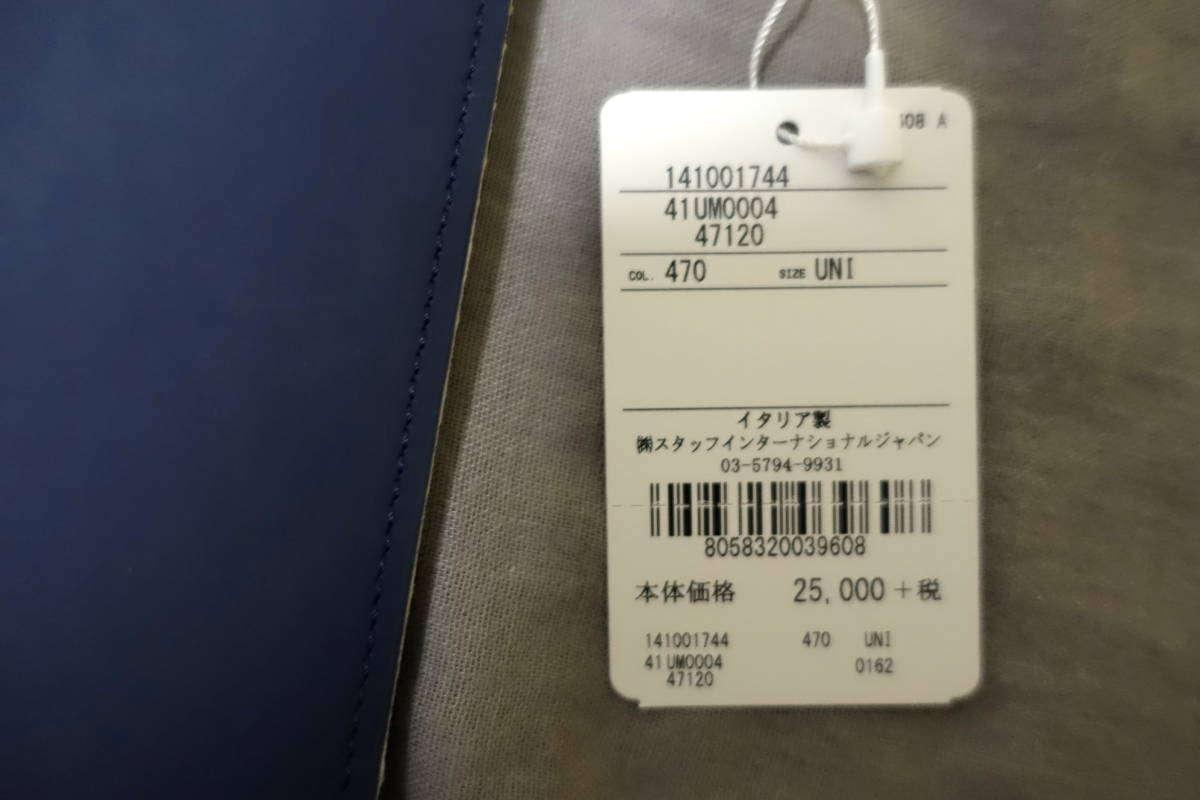 08 A
141001744
41UM0004
47120
COL. 470 SIZE UNI
イタリア製
㈱スタッフインターナショナルジャパン
03-5794-9931
8058320039608
本体価格 25,000+税
141001744 470 UNI
41UM0004 0162
47120